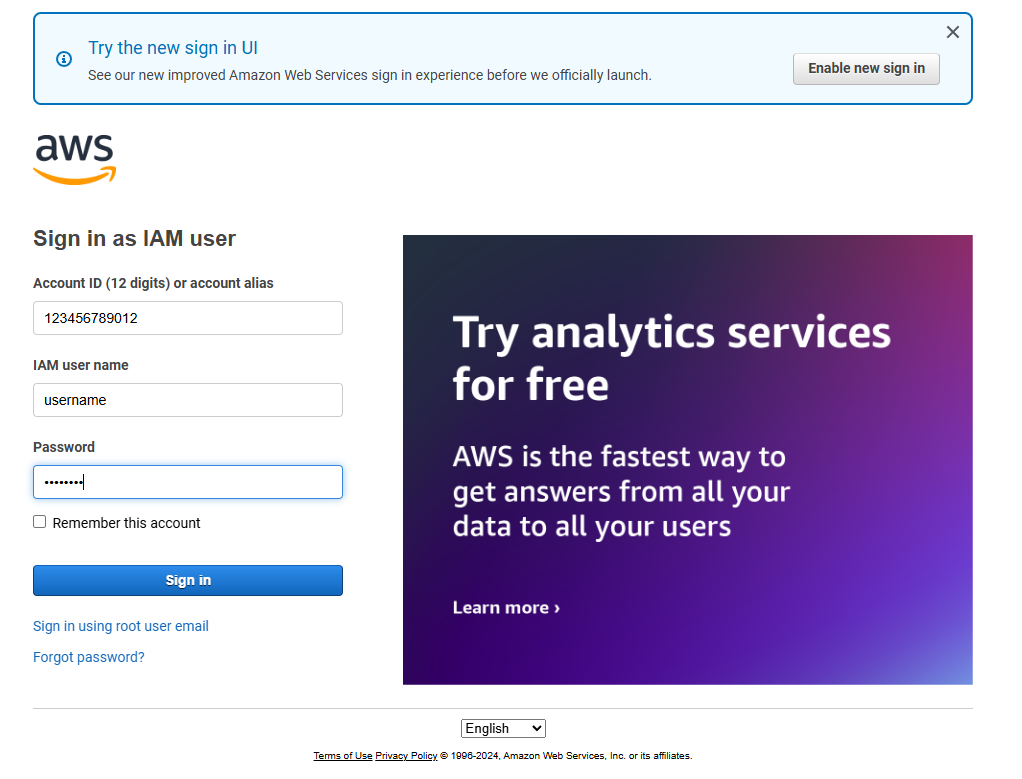 Try the new sign in UI
See our new improved Amazon Web Services sign in experience before we officially launch.
Enable new sign in
aws
Sign in as IAM user
Account ID (12 digits) or account alias
123456789012
IAM user name
username
Password
••••••••
Remember this account
Sign in
Sign in using root user email
Forgot password?
Try analytics services
for free
AWS is the fastest way to
get answers from all your
data to all your users
Learn more ›
English
Terms of Use Privacy Policy © 1996-2024, Amazon Web Services, Inc. or its affiliates.